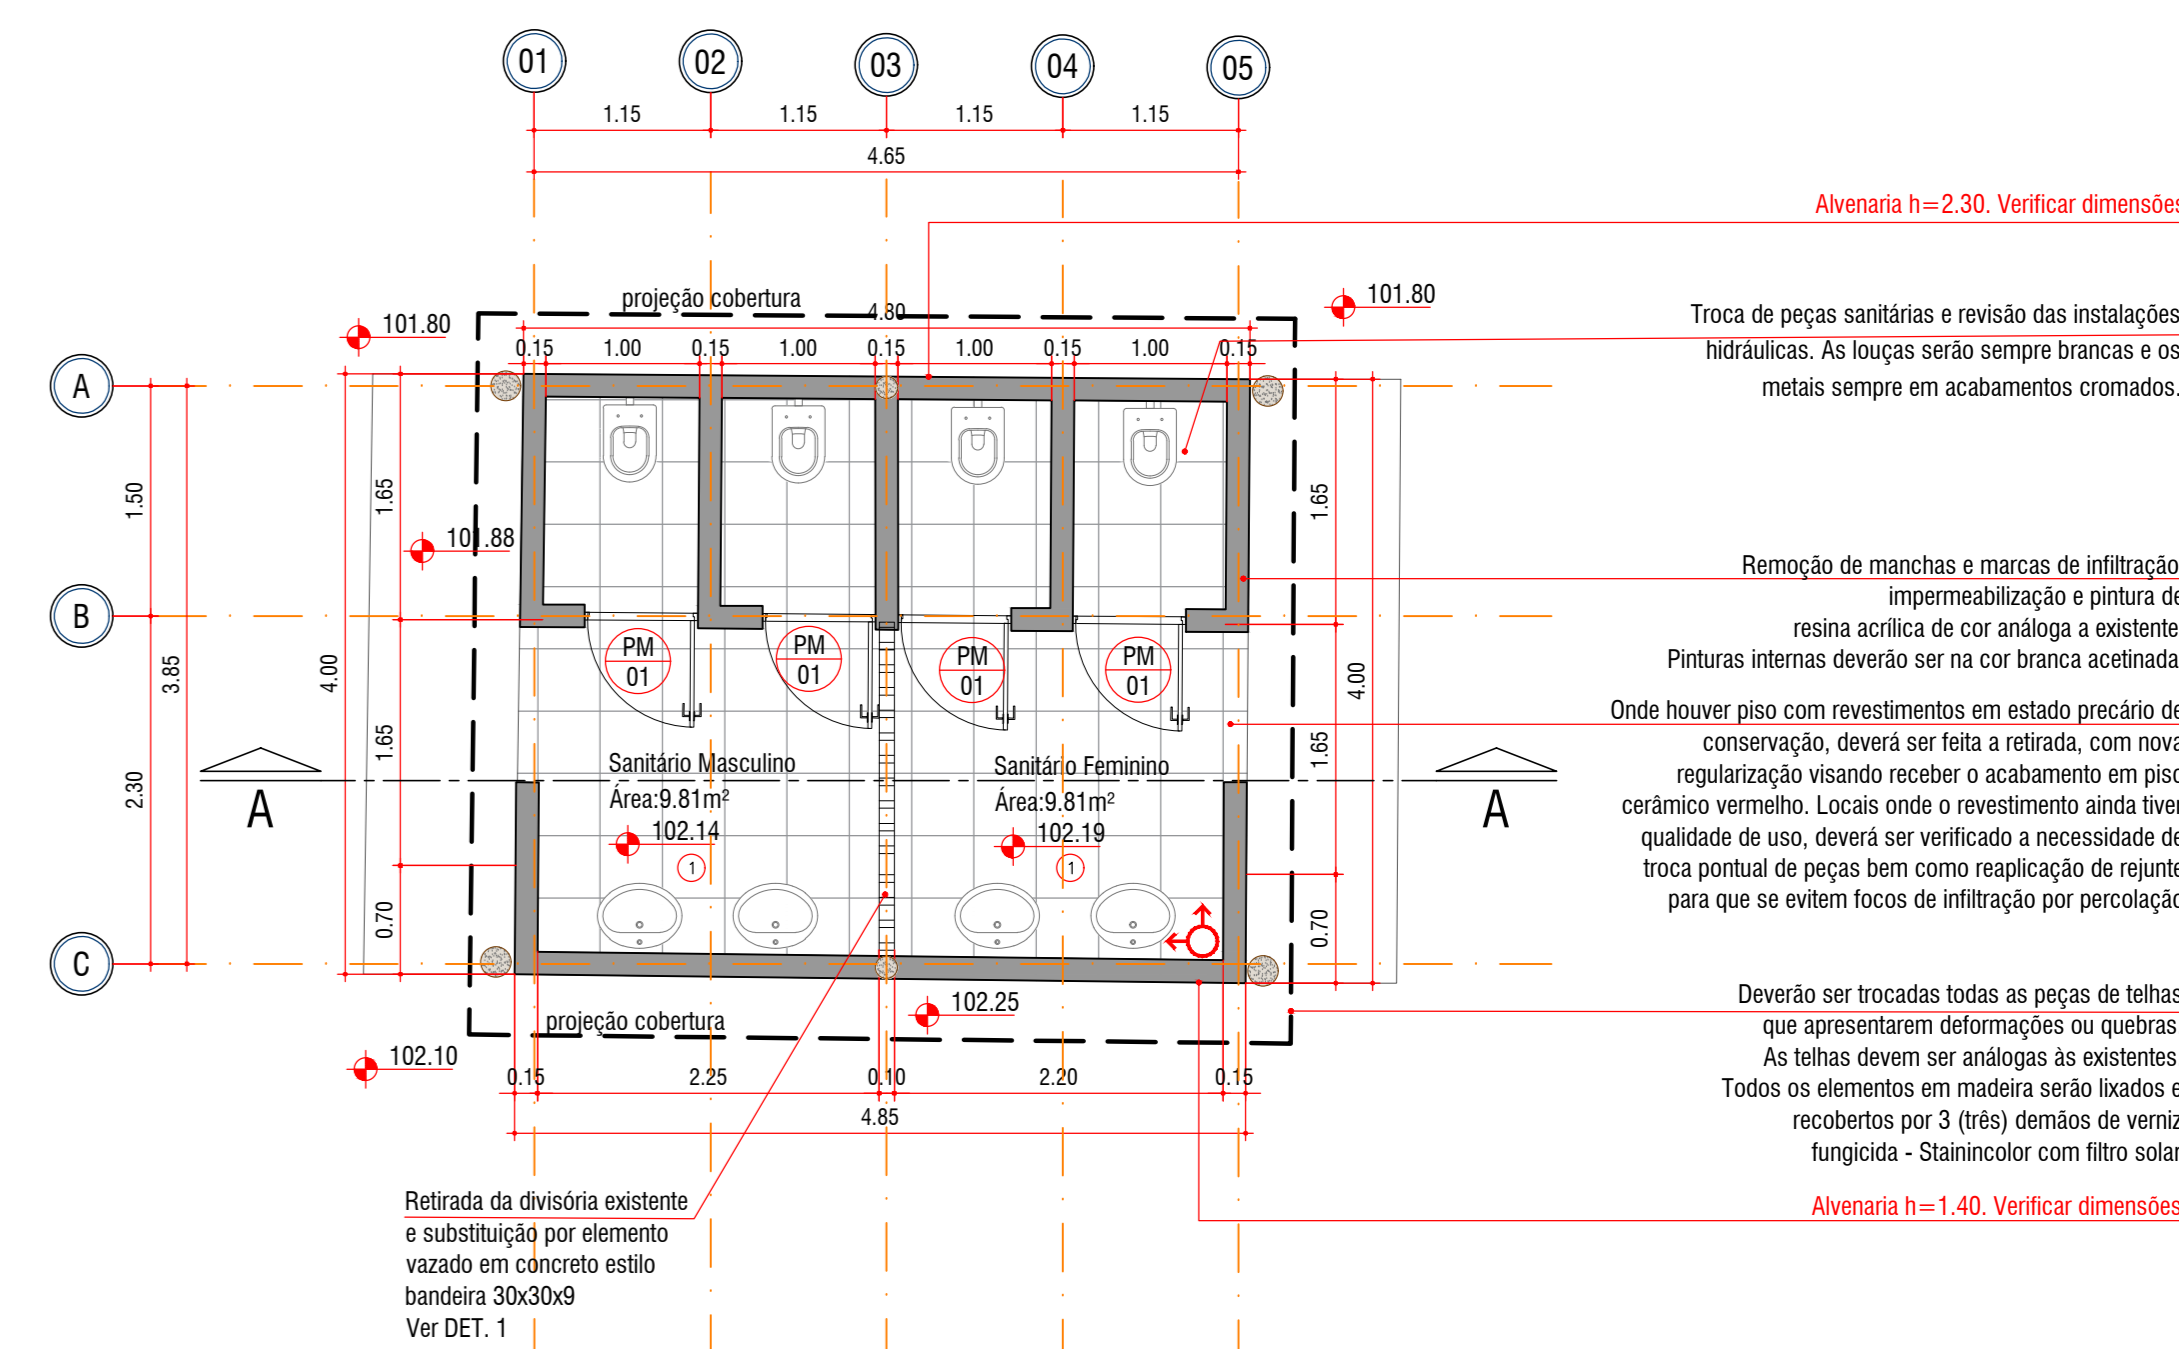 01
02
03
04
05
1.15
1.15
1.15
1.15
4.65
Alvenaria h=2.30. Verificar dimensões
projeção cobertura
4.80
101.80
101.80
Troca de peças sanitárias e revisão das instalações
hidráulicas. As louças serão sempre brancas e os
metais sempre em acabamentos cromados.
0.15
1.00
0.15
1.00
0.15
1.00
0.15
1.00
0.15
A
B
C
1.50
2.30
3.85
4.00
1.65
1.65
0.70
101.88
1.65
1.65
0.70
4.00
Remoção de manchas e marcas de infiltração
impermeabilização e pintura de
resina acrílica de cor análoga a existente
Pinturas internas deverão ser na cor branca acetinada
PM
01
PM
01
PM
01
PM
01
Onde houver piso com revestimentos em estado precário de
conservação, deverá ser feita a retirada, com nova
regularização visando receber o acabamento em piso
cerâmico vermelho. Locais onde o revestimento ainda tiver
qualidade de uso, deverá ser verificado a necessidade de
troca pontual de peças bem como reaplicação de rejunte
para que se evitem focos de infiltração por percolação
A
A
Sanitário Masculino
Área:9.81m²
102.14
1
Sanitário Feminino
Área:9.81m²
102.19
1
102.25
projeção cobertura
102.10
Deverão ser trocadas todas as peças de telhas
que apresentarem deformações ou quebras
As telhas devem ser análogas às existentes
Todos os elementos em madeira serão lixados e
recobertos por 3 (três) demãos de verniz
fungicida - Stainincolor com filtro solar
0.15
2.25
0.10
2.20
0.15
4.85
Alvenaria h=1.40. Verificar dimensões
Retirada da divisória existente
e substituição por elemento
vazado em concreto estilo
bandeira 30x30x9
Ver DET. 1